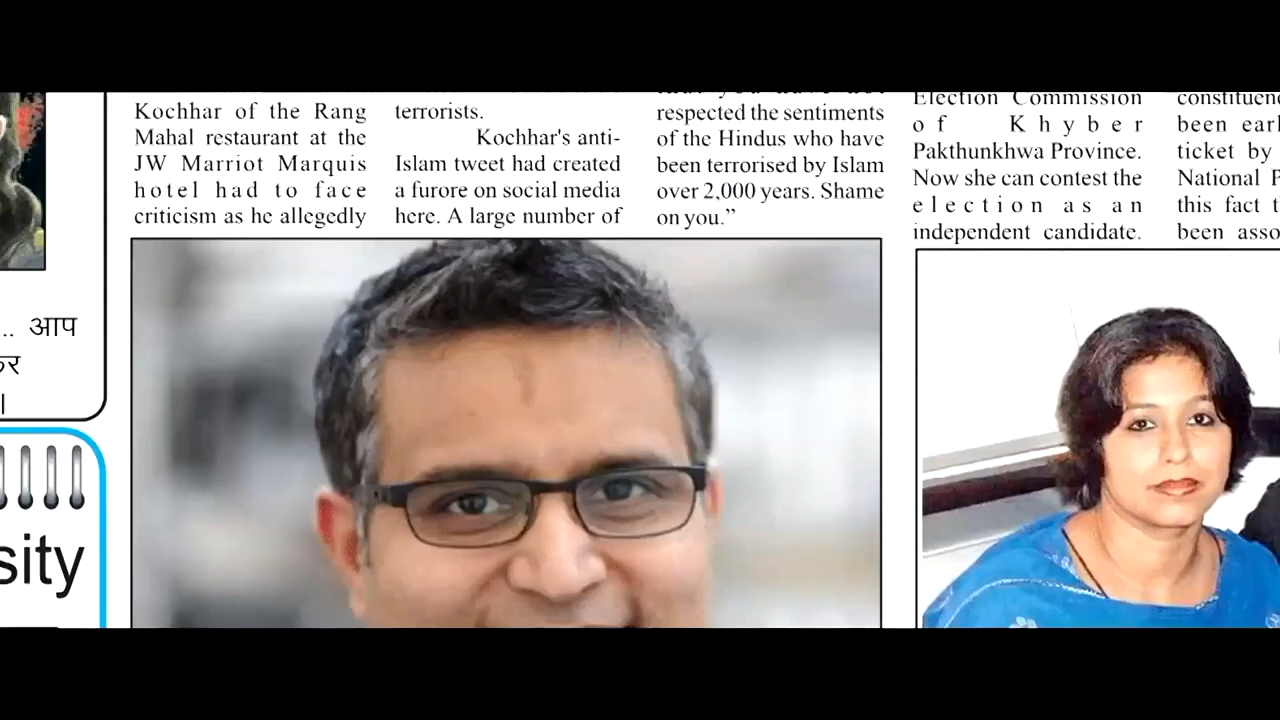 Kochhar of the Rang
Mahal restaurant at the
JW Marriot Marquis
hotel had to face
criticism as he allegedly
terrorists.
Kochhar's anti-
Islam tweet had created
a furore on social media
here. A large number of
respected the sentiments
of the Hindus who have
been terrorised by Islam
over 2,000 years. Shame
on you.”
Election Commission
of Khyber
Pakthunkhwa Province.
Now she can contest the
election as an
independent candidate.
constituenc
been earl
ticket by
National P
this fact t
been asso
... आप
कर
।
sity